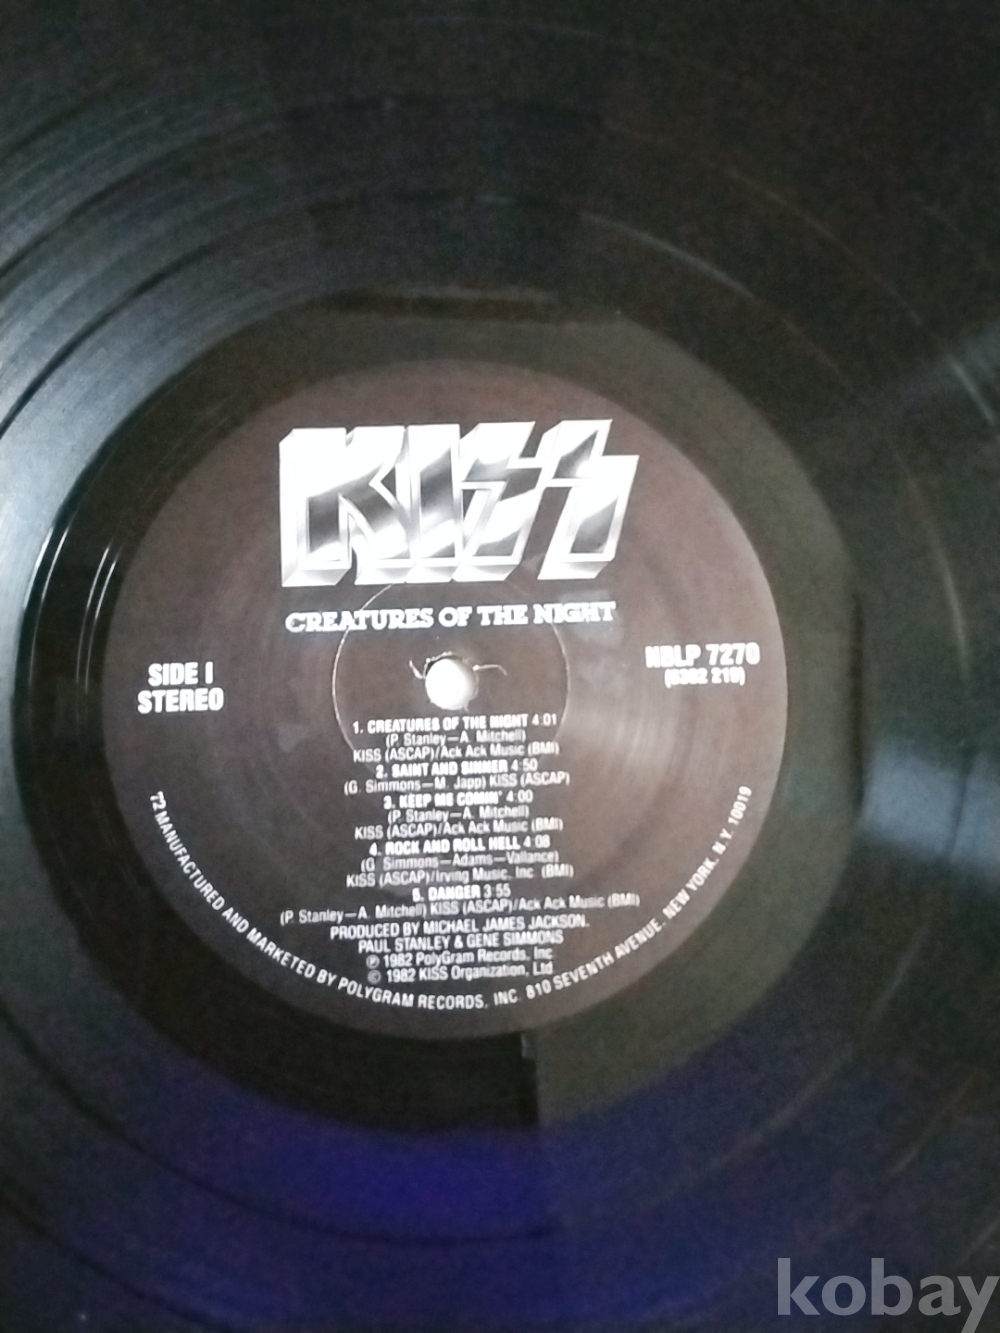 KISS
CREATURES OF THE NIGHT
SIDE I
STEREO
NBLP 7270
(6302 219)
1. CREATURES OF THE NIGHT 4:01
(P. Stanley—A. Mitchell)
KISS (ASCAP)/Ack Ack Music (BMI)
2. SAINT AND SINNER 4:50
(G. Simmons—M. Japp) KISS (ASCAP)
3. KEEP ME COMIN' 4:00
(P. Stanley—A. Mitchell)
KISS (ASCAP)/Ack Ack Music (BMI)
4. ROCK AND ROLL HELL 4:08
(G. Simmons—Adams—Vallance)
KISS (ASCAP)/Irving Music, Inc. (BMI)
5. DANGER 3:55
(P. Stanley—A. Mitchell) KISS (ASCAP)/Ack Ack Music (BMI)
PRODUCED BY MICHAEL JAMES JACKSON,
PAUL STANLEY & GENE SIMMONS
℗ 1982 PolyGram Records, Inc.
© 1982 KISS Organization, Ltd.
72 MANUFACTURED AND MARKETED BY POLYGRAM RECORDS, INC. 810 SEVENTH AVENUE, NEW YORK, N.Y. 10019
kobay